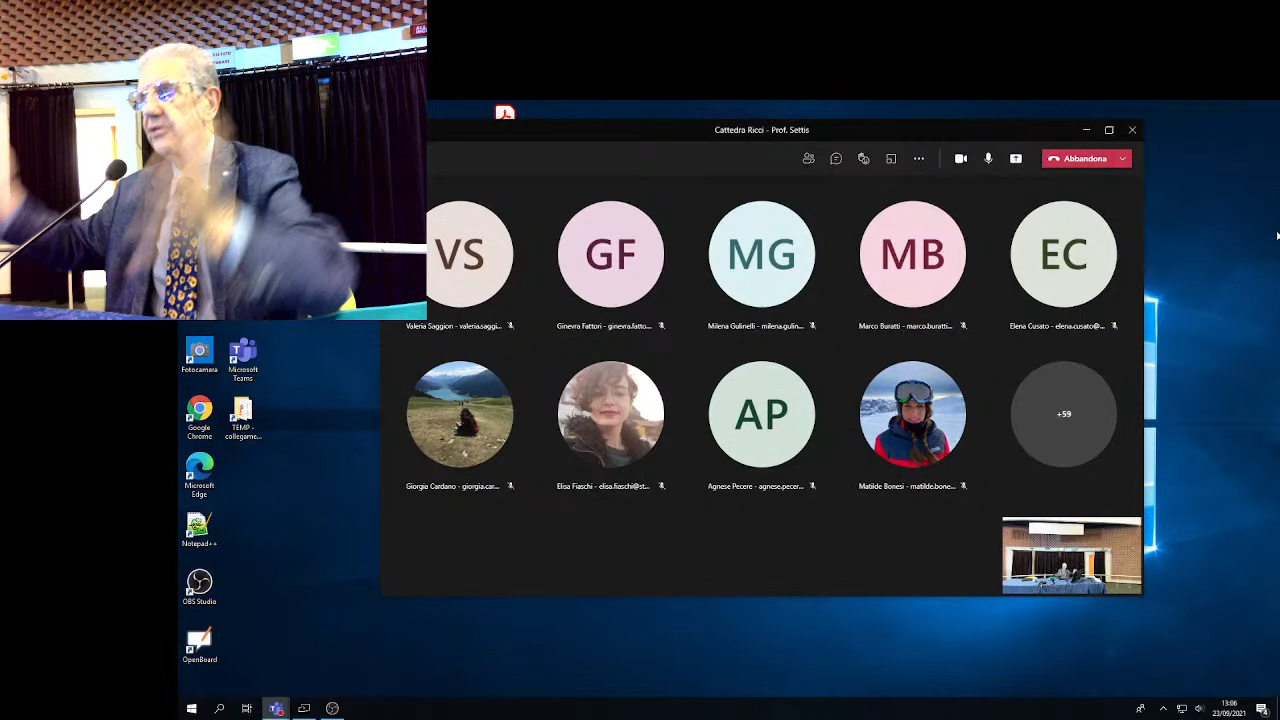 Cattedra Ricci - Prof. Settis
Abbandona
VS
GF
MG
MB
EC
Valeria Saggion - valeria.saggi...
Ginevra Fattori - ginevra.fatto...
Milena Gulinelli - milena.gulin...
Marco Buratti - marco.buratti...
Elena Cusato - elena.cusato@...
AP
+59
Giorgia Cardano - giorgia.car...
Elisa Fiaschi - elisa.fiaschi@st...
Agnese Pecere - agnese.pecer...
Matilde Bonesi - matilde.bone...
Fotocamera
Microsoft
Teams
Google
Chrome
TEMP -
collegame...
Microsoft
Edge
Notepad++
OBS Studio
OpenBoard
13:06
23/09/2021